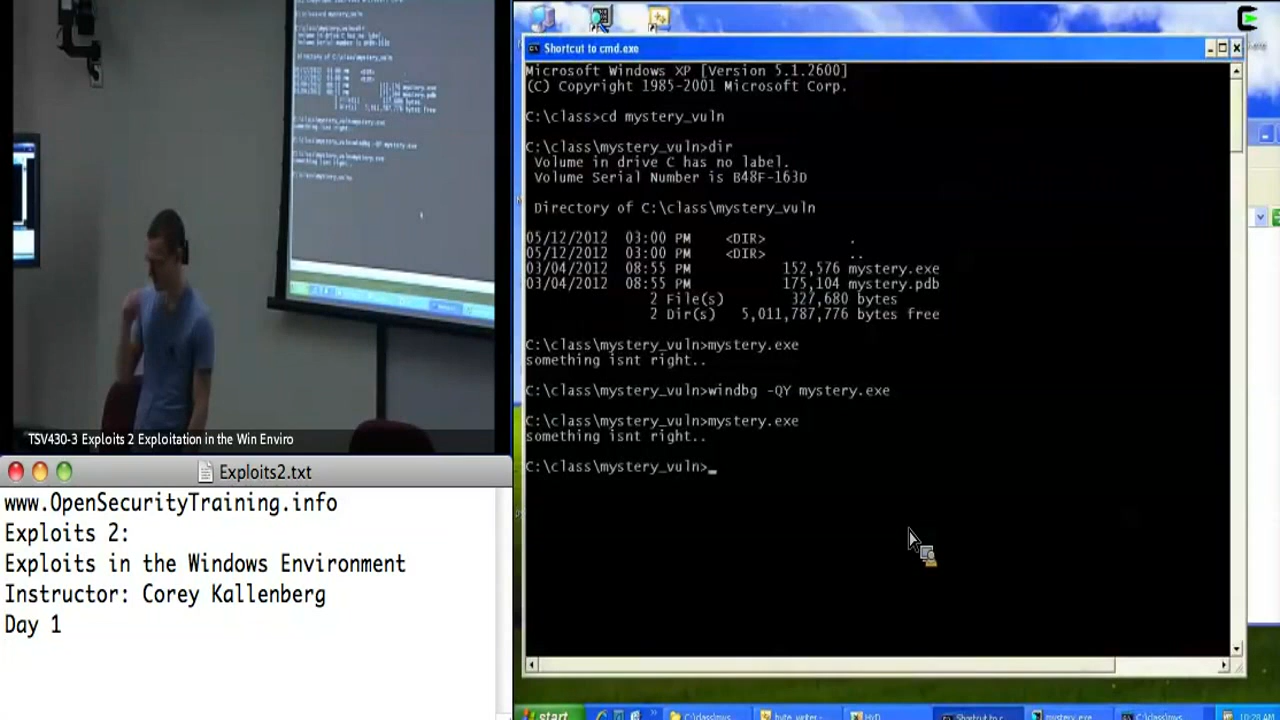 Shortcut to cmd.exe
Microsoft Windows XP [Version 5.1.2600]
(C) Copyright 1985-2001 Microsoft Corp.
C:\class>cd mystery_vuln
C:\class\mystery_vuln>dir
Volume in drive C has no label.
Volume Serial Number is B48F-163D
Directory of C:\class\mystery_vuln
05/12/2012 03:00 PM <DIR> .
05/12/2012 03:00 PM <DIR> ..
03/04/2012 08:55 PM 152,576 mystery.exe
03/04/2012 08:55 PM 175,104 mystery.pdb
2 File(s) 327,680 bytes
2 Dir(s) 5,011,787,776 bytes free
C:\class\mystery_vuln>mystery.exe
something isnt right..
C:\class\mystery_vuln>windbg -QY mystery.exe
C:\class\mystery_vuln>mystery.exe
something isnt right..
C:\class\mystery_vuln>_
start
TSV430-3 Exploits 2 Exploitation in the Win Enviro
Exploits2.txt
www.OpenSecurityTraining.info
Exploits 2:
Exploits in the Windows Environment
Instructor: Corey Kallenberg
Day 1